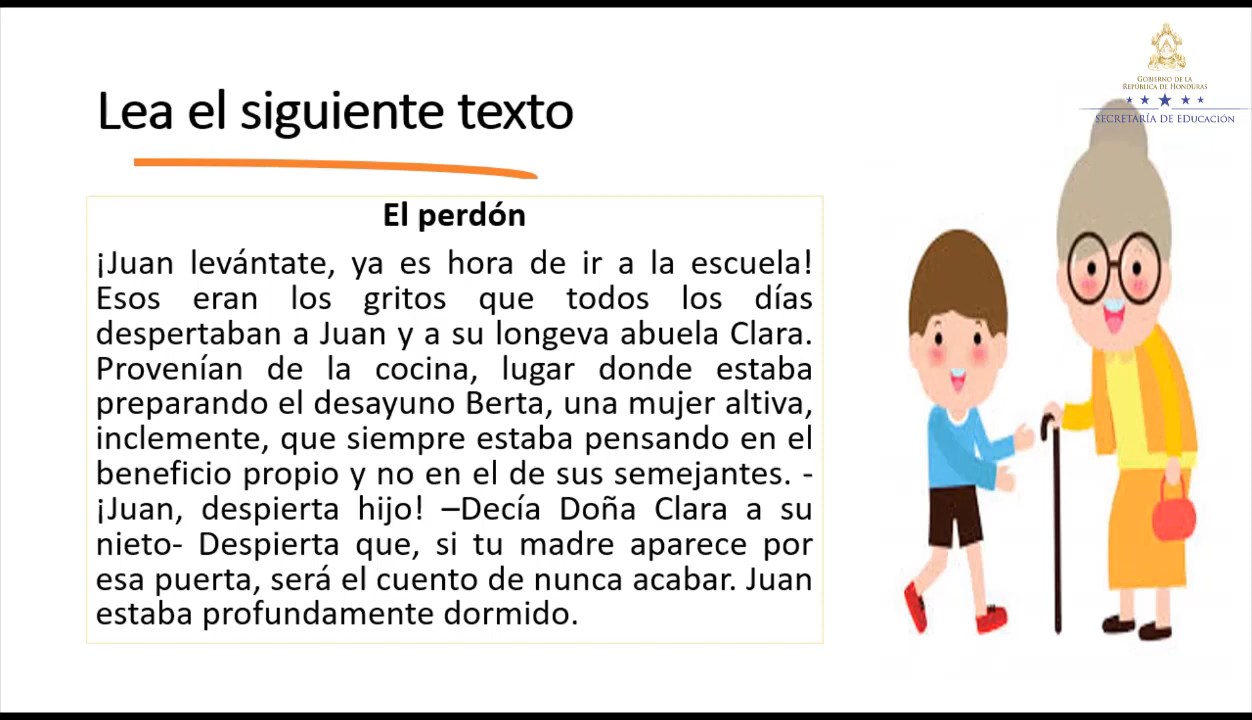 GOBIERNO DE LA
REPÚBLICA DE HONDURAS
SECRETARÍA DE EDUCACIÓN
Lea el siguiente texto
El perdón
¡Juan levántate, ya es hora de ir a la escuela!
Esos eran los gritos que todos los días
despertaban a Juan y a su longeva abuela Clara.
Provenían de la cocina, lugar donde estaba
preparando el desayuno Berta, una mujer altiva,
inclemente, que siempre estaba pensando en el
beneficio propio y no en el de sus semejantes. -
¡Juan, despierta hijo! –Decía Doña Clara a su
nieto- Despierta que, si tu madre aparece por
esa puerta, será el cuento de nunca acabar. Juan
estaba profundamente dormido.